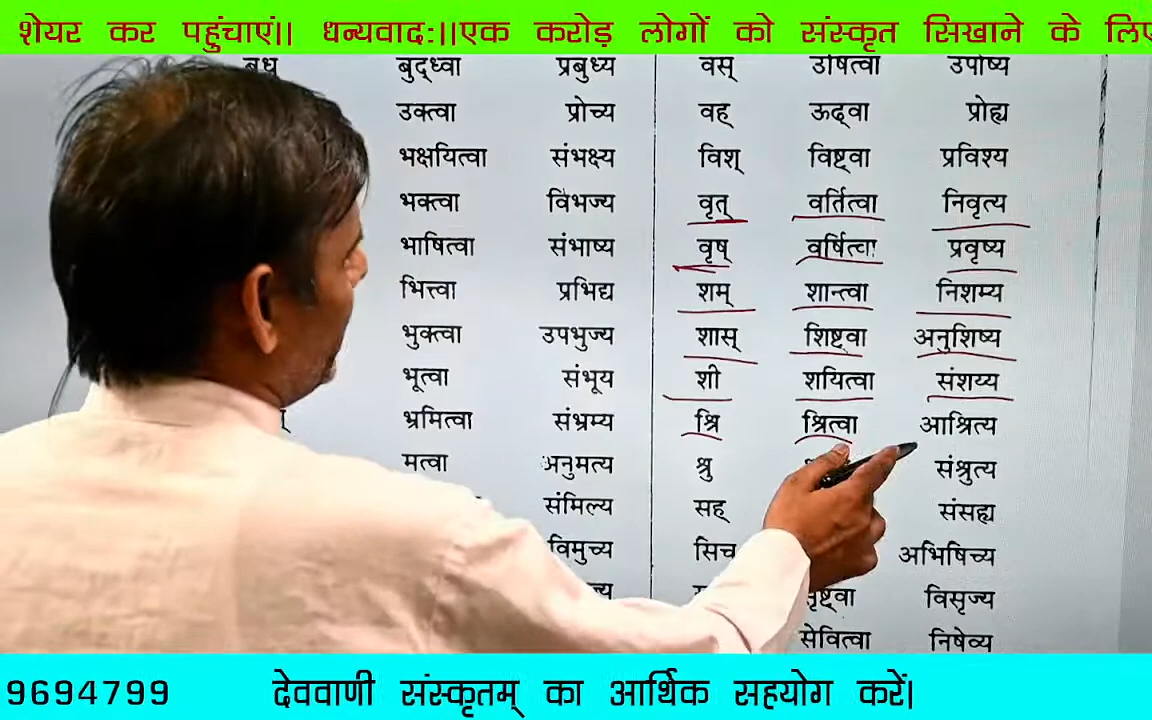 शेयर कर पहुंचाएं।। धन्यवादः।।एक करोड़ लोगों को संस्कृत सिखाने के लिए
बुध् बुद्ध्वा प्रबुध्य वस् उषित्वा उपोष्य
उक्त्वा प्रोच्य वह् ऊढ्वा प्रोह्य
भक्षयित्वा संभक्ष्य विश् विष्ट्वा प्रविश्य
भक्त्वा विभज्य वृत् वर्तित्वा निवृत्य
भाषित्वा संभाष्य वृष् वर्षित्वा प्रवृष्य
भित्त्वा प्रभिद्य शम् शान्त्वा निशम्य
भुक्त्वा उपभुज्य शास् शिष्ट्वा अनुशिष्य
भूत्वा संभूय शी शयित्वा संशय्य
भ्रमित्वा संभ्रम्य श्रि श्रित्वा आश्रित्य
मत्वा अनुमत्य श्रु संश्रुत्य
संमिल्य सह् संसह्य
विमुच्य सिच् अभिषिच्य
सृष्ट्वा विसृज्य
सेवित्वा निषेव्य
9694799 देववाणी संस्कृतम् का आर्थिक सहयोग करें।